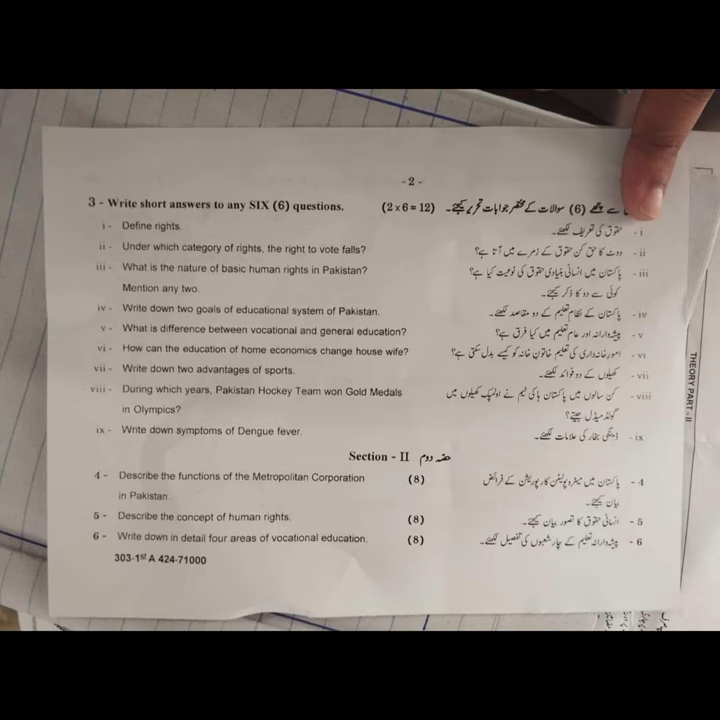 - 2 -
3 - Write short answers to any SIX (6) questions. (2 x 6 = 12) سے چھ (6) سوالات کے مختصر جوابات تحریر کیجئے۔
i - Define rights. i - حقوق کی تعریف لکھئے۔
ii - Under which category of rights, the right to vote falls? ii - ووٹ کا حق کن حقوق کے زمرے میں آتا ہے؟
iii - What is the nature of basic human rights in Pakistan? iii - پاکستان میں انسانی بنیادی حقوق کی نوعیت کیا ہے؟
Mention any two. کوئی سے دو کا ذکر کیجئے۔
iv - Write down two goals of educational system of Pakistan. iv - پاکستان کے نظامِ تعلیم کے دو مقاصد لکھئے۔
v - What is difference between vocational and general education? v - پیشہ ورانہ اور عام تعلیم میں کیا فرق ہے؟
vi - How can the education of home economics change house wife? vi - امورِ خانہ داری کی تعلیم خاتونِ خانہ کو کیسے بدل سکتی ہے؟
vii - Write down two advantages of sports. vii - کھیلوں کے دو فوائد لکھئے۔
viii - During which years, Pakistan Hockey Team won Gold Medals viii - کن سالوں میں پاکستان ہاکی ٹیم نے اولمپک کھیلوں میں
in Olympics? گولڈ میڈل جیتے؟
ix - Write down symptoms of Dengue fever. ix - ڈینگی بخار کی علامات لکھئے۔
Section - II حصہ دوم
4 - Describe the functions of the Metropolitan Corporation (8) 4 - پاکستان میں میٹروپولیٹن کارپوریشن کے فرائض
in Pakistan. بیان کیجئے۔
5 - Describe the concept of human rights. (8) 5 - انسانی حقوق کا تصور بیان کیجئے۔
6 - Write down in detail four areas of vocational education. (8) 6 - پیشہ ورانہ تعلیم کے چار شعبوں کی تفصیل لکھئے۔
303-1st A 424-71000
THEORY PART - II